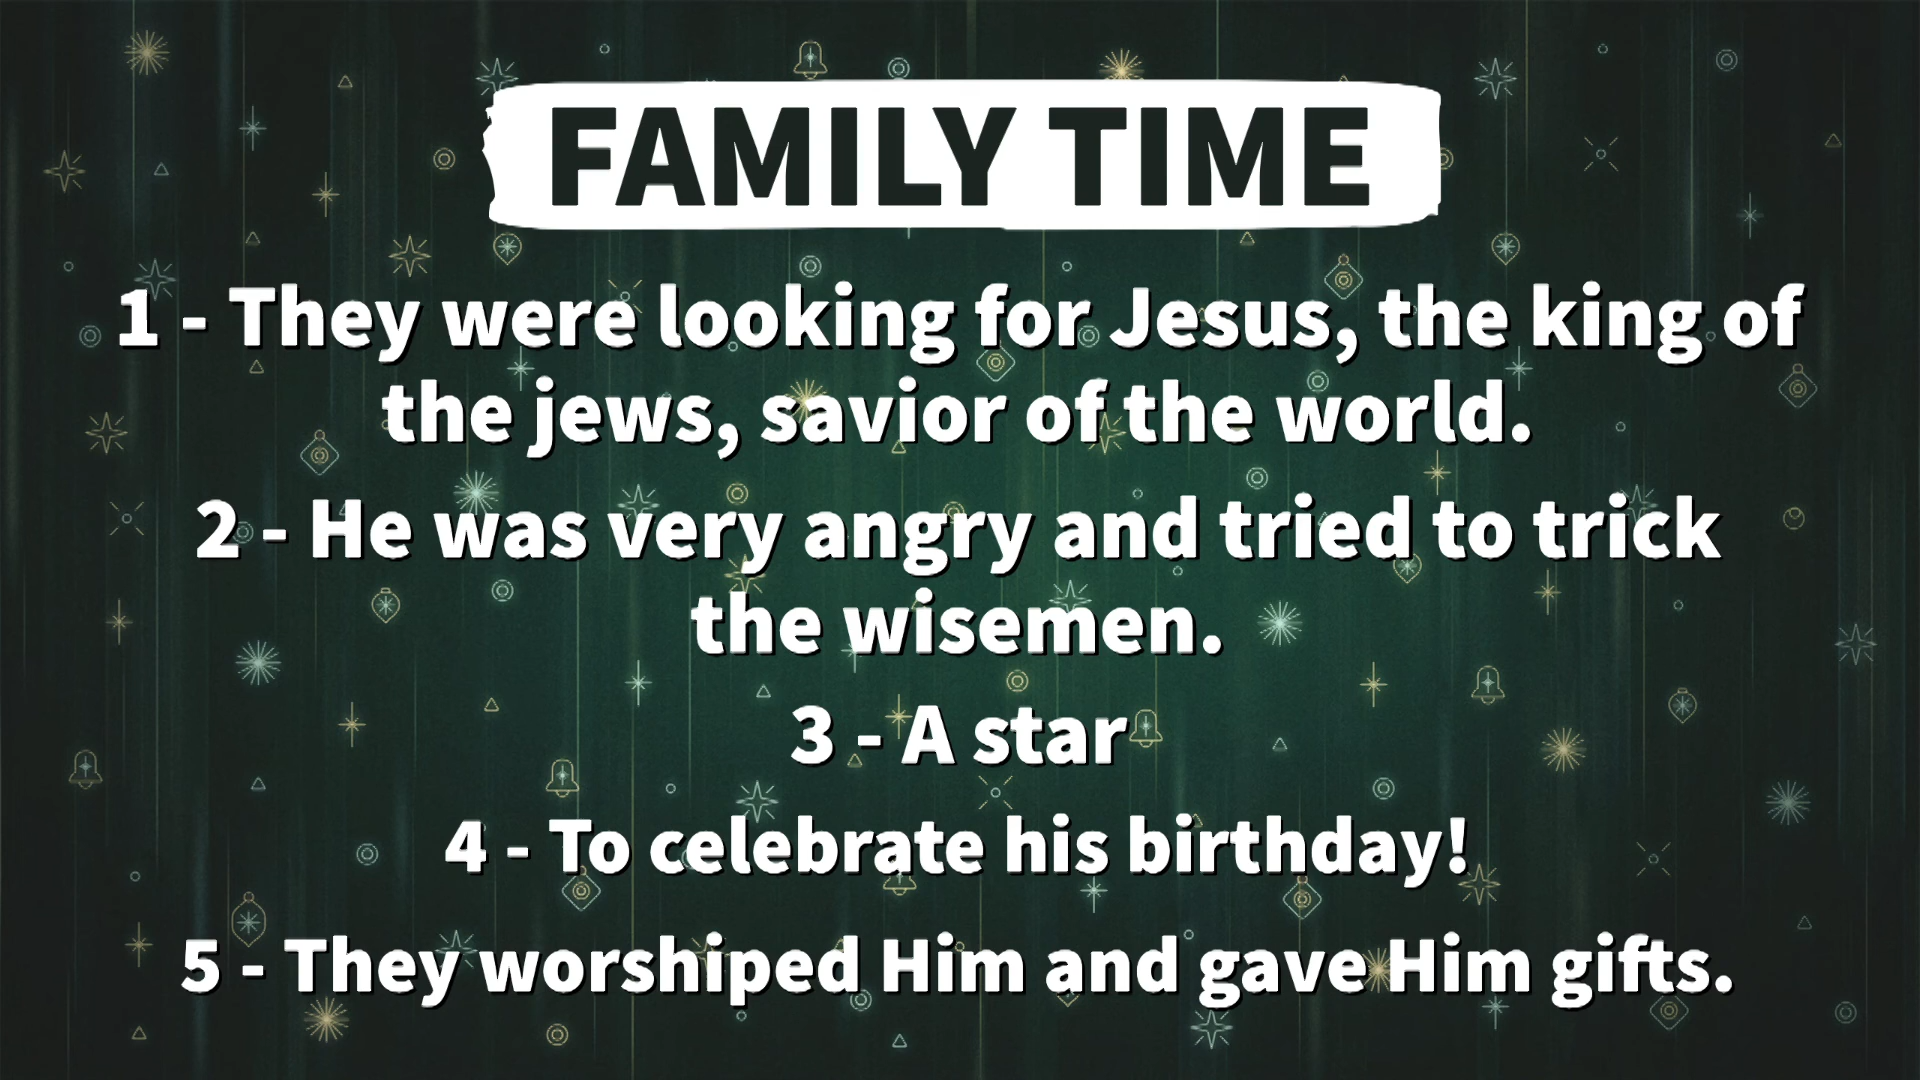 FAMILY TIME
1 - They were looking for Jesus, the king of
the jews, savior of the world.
2 - He was very angry and tried to trick
the wisemen.
3 - A star
4 - To celebrate his birthday!
5 - They worshiped Him and gave Him gifts.